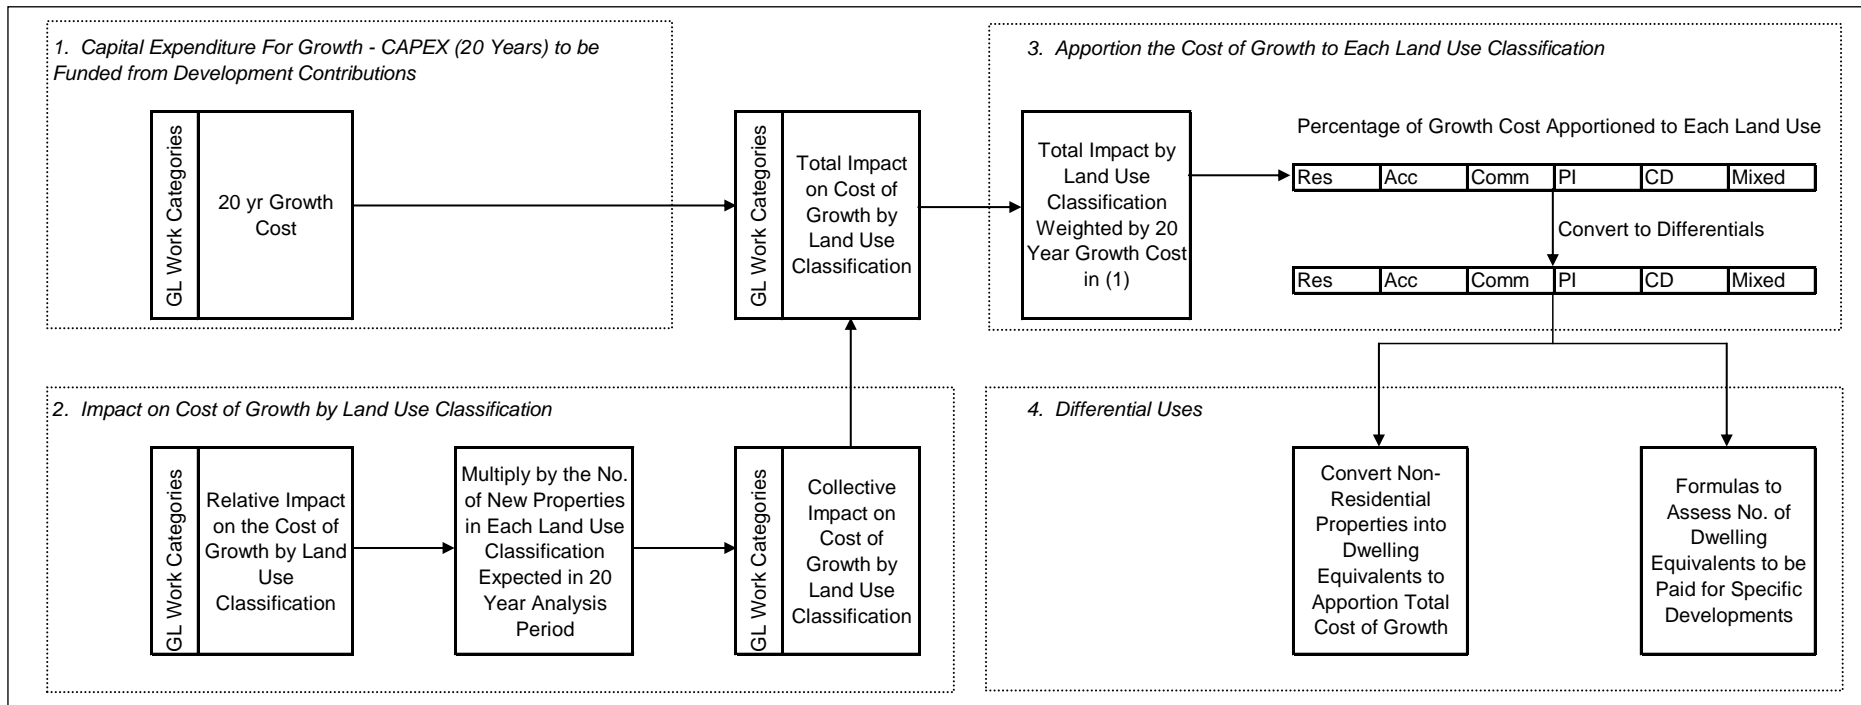 1. Capital Expenditure For Growth - CAPEX (20 Years) to be
Funded from Development Contributions
GL Work Categories
20 yr Growth
Cost
GL Work Categories
Total Impact
on Cost of
Growth by
Land Use
Classification
3. Apportion the Cost of Growth to Each Land Use Classification
Total Impact by
Land Use
Classification
Weighted by 20
Year Growth Cost
in (1)
Percentage of Growth Cost Apportioned to Each Land Use
Res Acc Comm PI CD Mixed
Convert to Differentials
Res Acc Comm PI CD Mixed
2. Impact on Cost of Growth by Land Use Classification
GL Work Categories
Relative Impact
on the Cost of
Growth by Land
Use
Classification
Multiply by the No.
of New Properties
in Each Land Use
Classification
Expected in 20
Year Analysis
Period
GL Work Categories
Collective
Impact on
Cost of
Growth by
Land Use
Classification
4. Differential Uses
Convert Non-
Residential
Properties into
Dwelling
Equivalents to
Apportion Total
Cost of Growth
Formulas to
Assess No. of
Dwelling
Equivalents to be
Paid for Specific
Developments